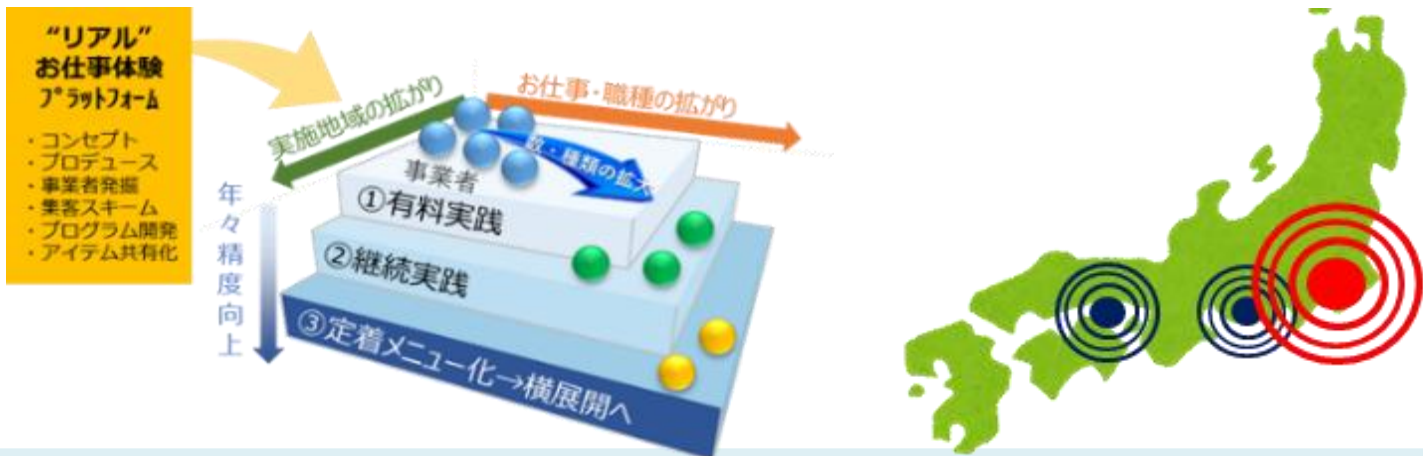 “リアル”
お仕事体験
プラットフォーム
・コンセプト
・プロデュース
・事業者発掘
・集客スキーム
・プログラム開発
・アイテム共有化
実施地域の拡がり
お仕事・職種の拡がり
数・種類の拡大
事業者
①有料実践
②継続実践
③定着メニュー化→横展開へ
年々精度向上